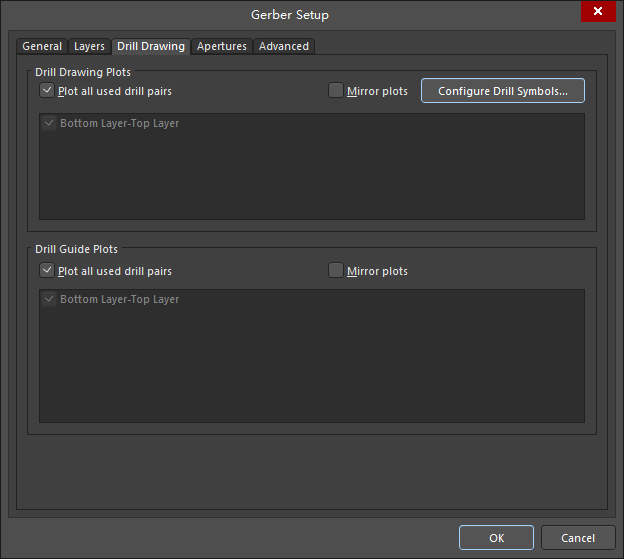 Gerber Setup
General Layers Drill Drawing Apertures Advanced
Drill Drawing Plots
Plot all used drill pairs Mirror plots Configure Drill Symbols...
Bottom Layer-Top Layer
Drill Guide Plots
Plot all used drill pairs Mirror plots
Bottom Layer-Top Layer
OK Cancel